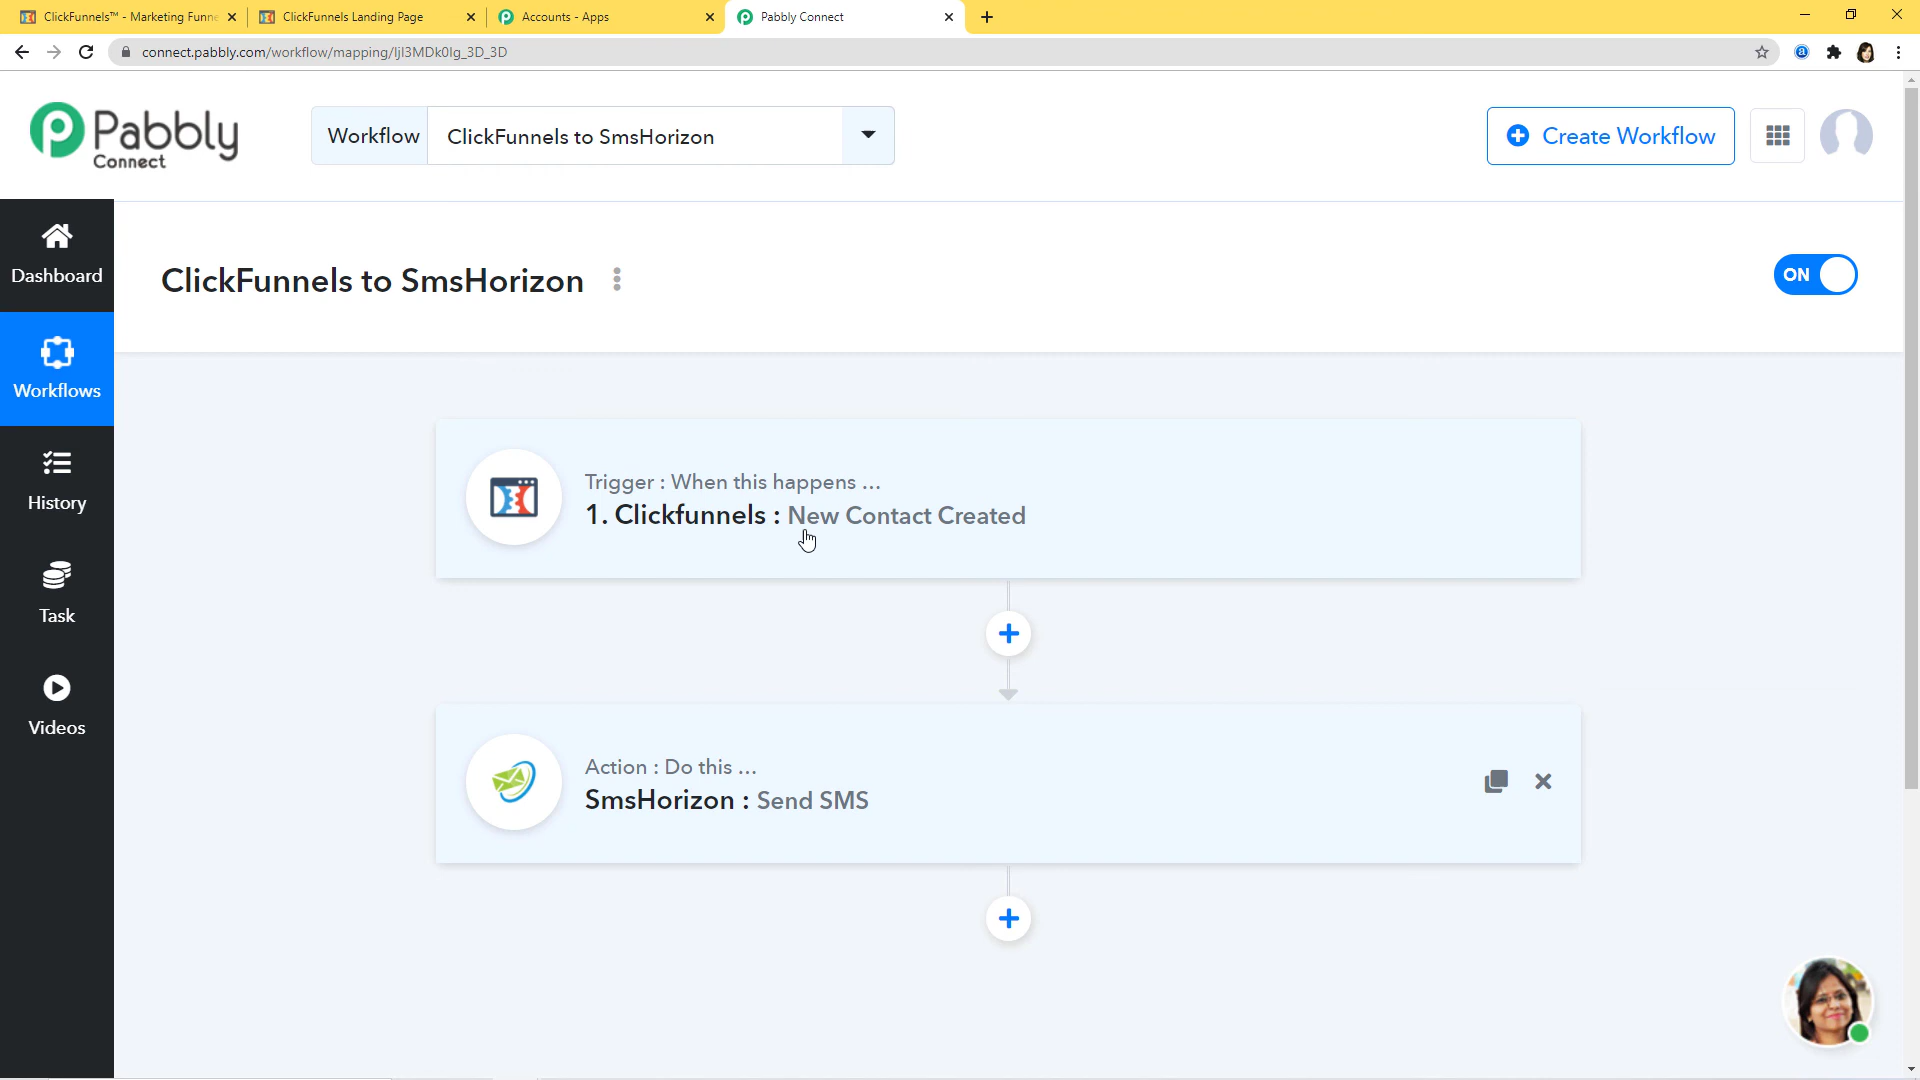 ClickFunnels™ - Marketing Funne
ClickFunnels Landing Page
Accounts - Apps
Pabbly Connect
connect.pabbly.com/workflow/mapping/IjI3MDk0Ig_3D_3D
Pabbly
Connect
Workflow
ClickFunnels to SmsHorizon
Create Workflow
Dashboard
Workflows
History
Task
Videos
ClickFunnels to SmsHorizon
ON
Trigger : When this happens ...
1. Clickfunnels : New Contact Created
Action : Do this ...
SmsHorizon : Send SMS